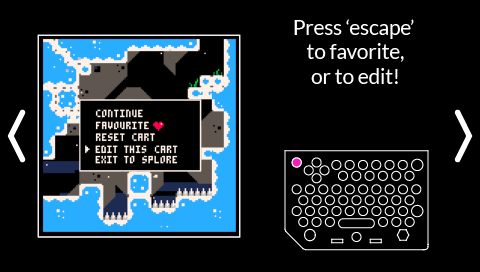 Press ‘escape’
to favorite,
or to edit!
CONTINUE
FAVOURITE
RESET CART
EDIT THIS CART
EXIT TO SPLORE